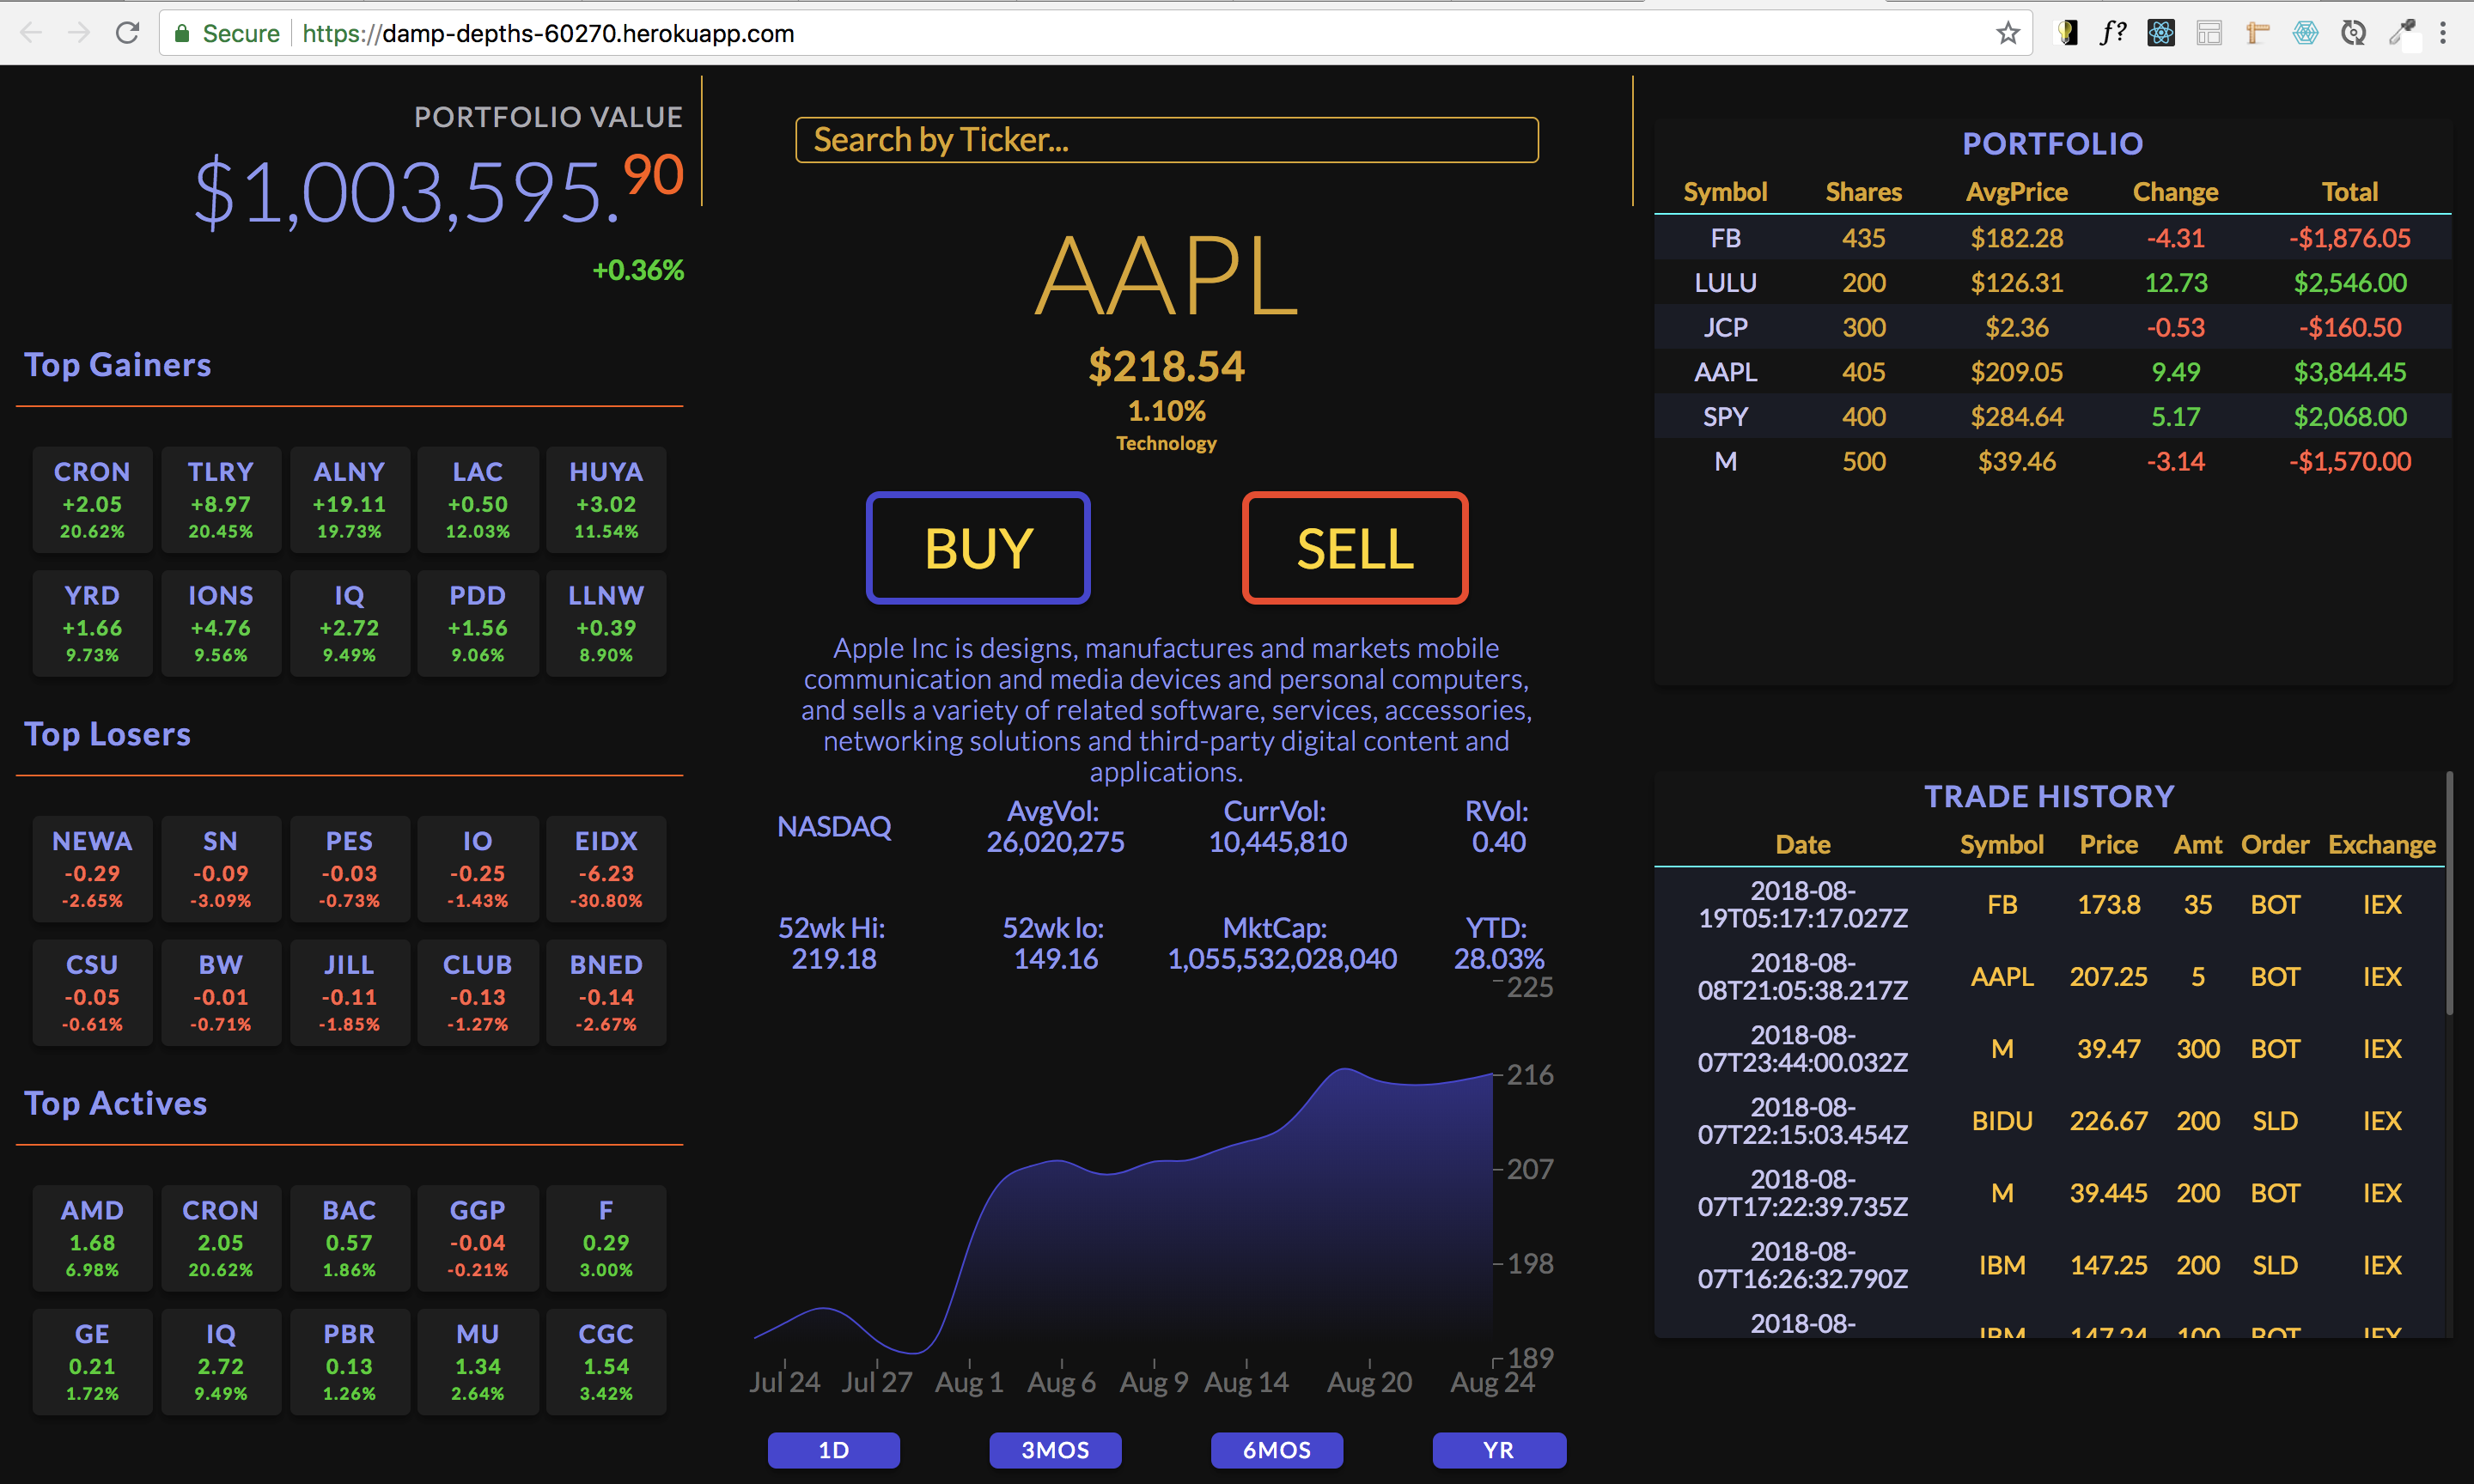 Secure https://damp-depths-60270.herokuapp.com
f?
PORTFOLIO VALUE
$1,003,595.90
+0.36%
Top Gainers
CRON TLRY ALNY LAC HUYA
+2.05 +8.97 +19.11 +0.50 +3.02
20.62% 20.45% 19.73% 12.03% 11.54%
YRD IONS IQ PDD LLNW
+1.66 +4.76 +2.72 +1.56 +0.39
9.73% 9.56% 9.49% 9.06% 8.90%
Top Losers
NEWA SN PES IO EIDX
-0.29 -0.09 -0.03 -0.25 -6.23
-2.65% -3.09% -0.73% -1.43% -30.80%
CSU BW JILL CLUB BNED
-0.05 -0.01 -0.11 -0.13 -0.14
-0.61% -0.71% -1.85% -1.27% -2.67%
Top Actives
AMD CRON BAC GGP F
1.68 2.05 0.57 -0.04 0.29
6.98% 20.62% 1.86% -0.21% 3.00%
GE IQ PBR MU CGC
0.21 2.72 0.13 1.34 1.54
1.72% 9.49% 1.26% 2.64% 3.42%
Search by Ticker...
AAPL
$218.54
1.10%
Technology
BUY SELL
Apple Inc is designs, manufactures and markets mobile
communication and media devices and personal computers,
and sells a variety of related software, services, accessories,
networking solutions and third-party digital content and
applications.
NASDAQ AvgVol: CurrVol: RVol:
26,020,275 10,445,810 0.40
52wk Hi: 52wk lo: MktCap: YTD:
219.18 149.16 1,055,532,028,040 28.03%
225
216
207
198
189
Jul 24 Jul 27 Aug 1 Aug 6 Aug 9 Aug 14 Aug 20 Aug 24
1D 3MOS 6MOS YR
PORTFOLIO
Symbol Shares AvgPrice Change Total
FB 435 $182.28 -4.31 -$1,876.05
LULU 200 $126.31 12.73 $2,546.00
JCP 300 $2.36 -0.53 -$160.50
AAPL 405 $209.05 9.49 $3,844.45
SPY 400 $284.64 5.17 $2,068.00
M 500 $39.46 -3.14 -$1,570.00
TRADE HISTORY
Date Symbol Price Amt Order Exchange
2018-08-
19T05:17:17.027Z FB 173.8 35 BOT IEX
2018-08-
08T21:05:38.217Z AAPL 207.25 5 BOT IEX
2018-08-
07T23:44:00.032Z M 39.47 300 BOT IEX
2018-08-
07T22:15:03.454Z BIDU 226.67 200 SLD IEX
2018-08-
07T17:22:39.735Z M 39.445 200 BOT IEX
2018-08-
07T16:26:32.790Z IBM 147.25 200 SLD IEX
2018-08-
IBM 147.24 100 BOT IEX